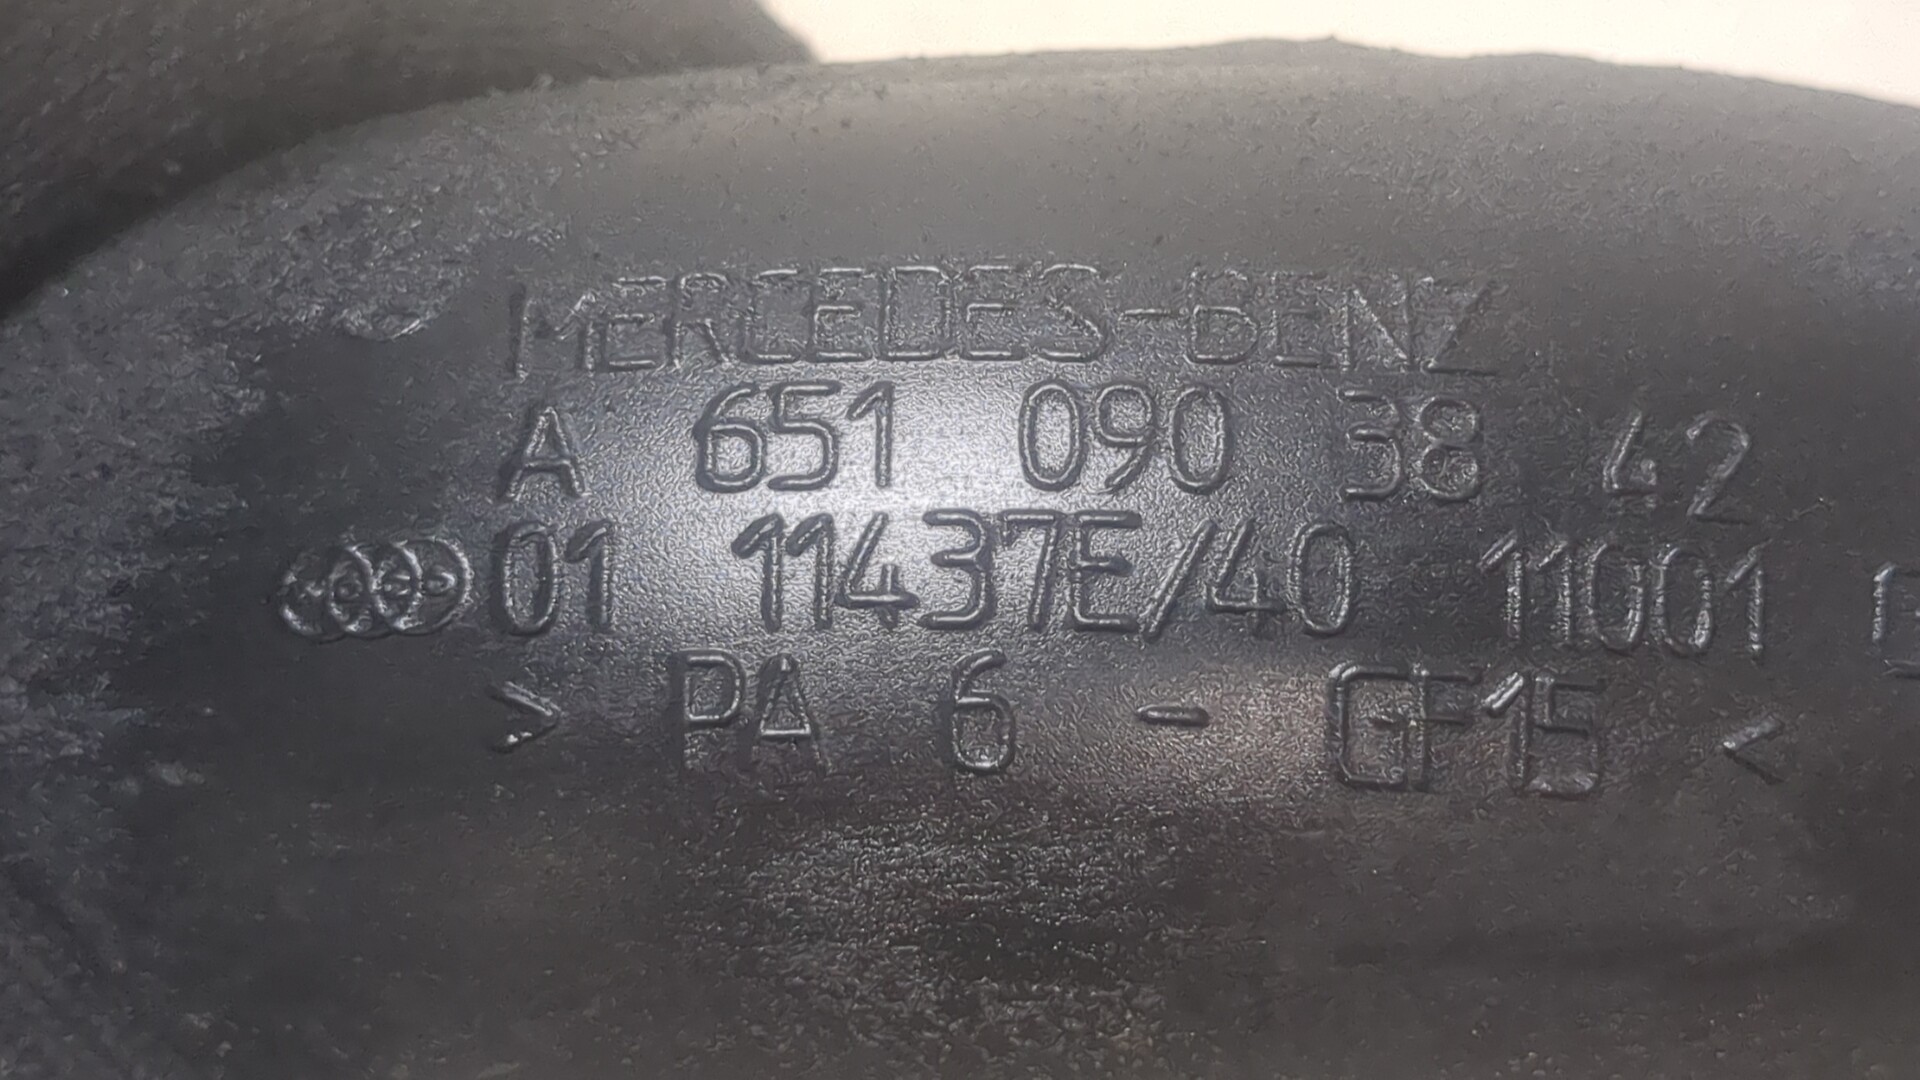 MERCEDES-BENZ
A 651 090 38 42
01 11437E/40 11001
> PA 6 - GF15 <